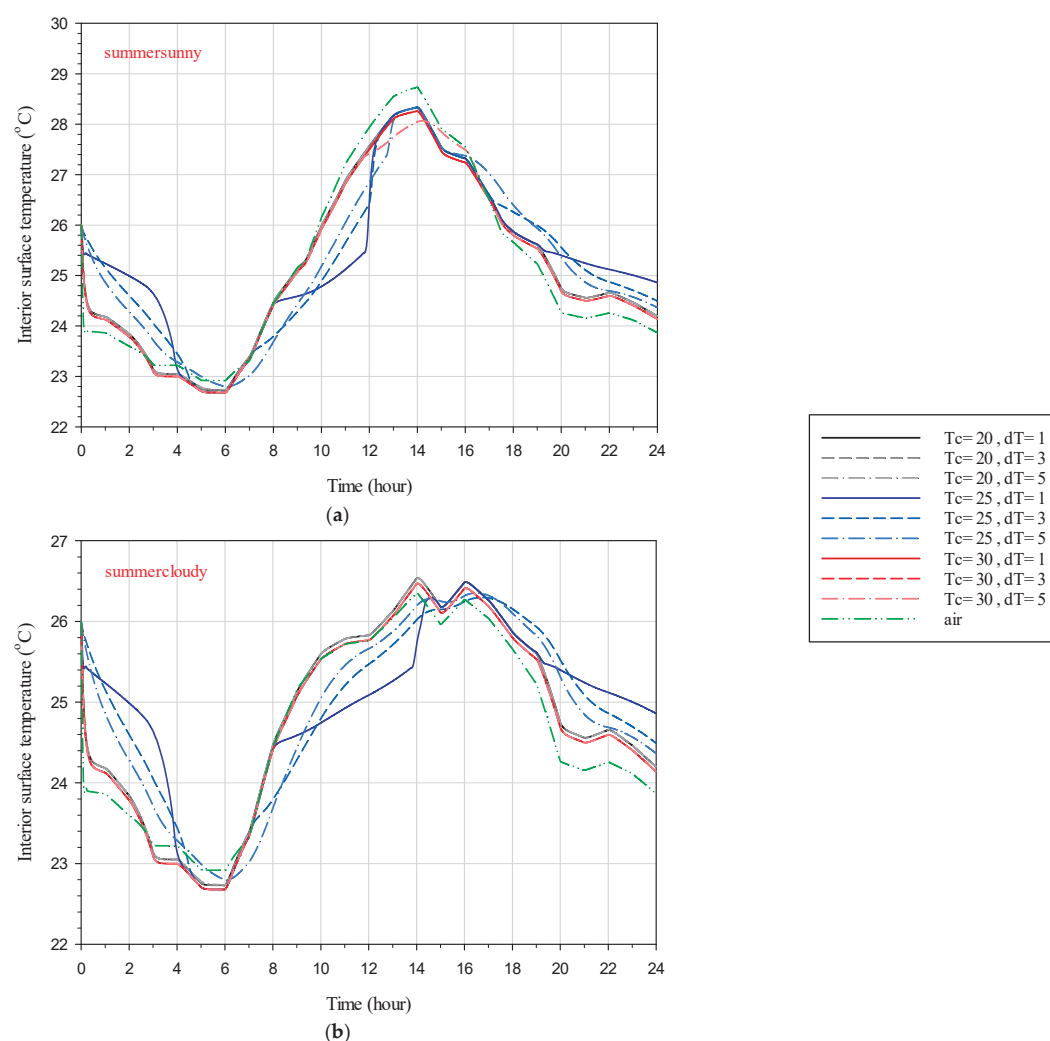 30
29
28
27
26
25
24
23
22
summersunny
Interior surface temperature (°C)
0 2 4 6 8 10 12 14 16 18 20 22 24
Time (hour)
(a)
27
26
25
24
23
22
summercloudy
Interior surface temperature (°C)
0 2 4 6 8 10 12 14 16 18 20 22 24
Time (hour)
(b)
Tc= 20 , dT= 1
Tc= 20 , dT= 3
Tc= 20 , dT= 5
Tc= 25 , dT= 1
Tc= 25 , dT= 3
Tc= 25 , dT= 5
Tc= 30 , dT= 1
Tc= 30 , dT= 3
Tc= 30 , dT= 5
air